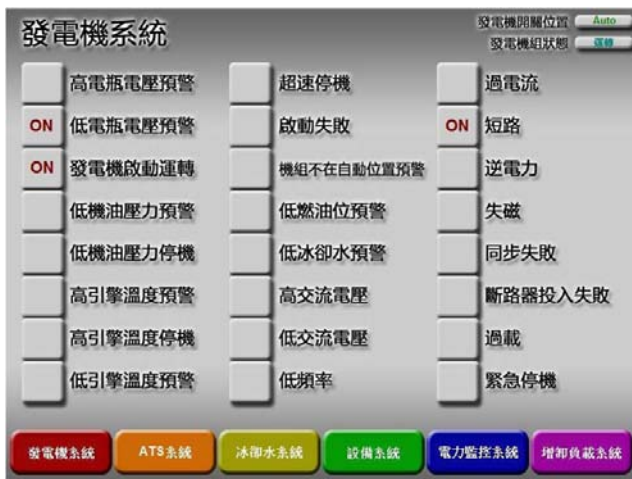 發電機系統
發電機開關位置 Auto
發電機組狀態 運轉
高電瓶電壓預警
ON 低電瓶電壓預警
ON 發電機啟動運轉
低機油壓力預警
低機油壓力停機
高引擎溫度預警
高引擎溫度停機
低引擎溫度預警
超速停機
啟動失敗
機組不在自動位置預警
低燃油位預警
低冰卻水預警
高交流電壓
低交流電壓
低頻率
過電流
ON 短路
逆電力
失磁
同步失敗
斷路器投入失敗
過載
緊急停機
發電機系統
ATS系統
冰卻水系統
設備系統
電力監控系統
增卸負載系統